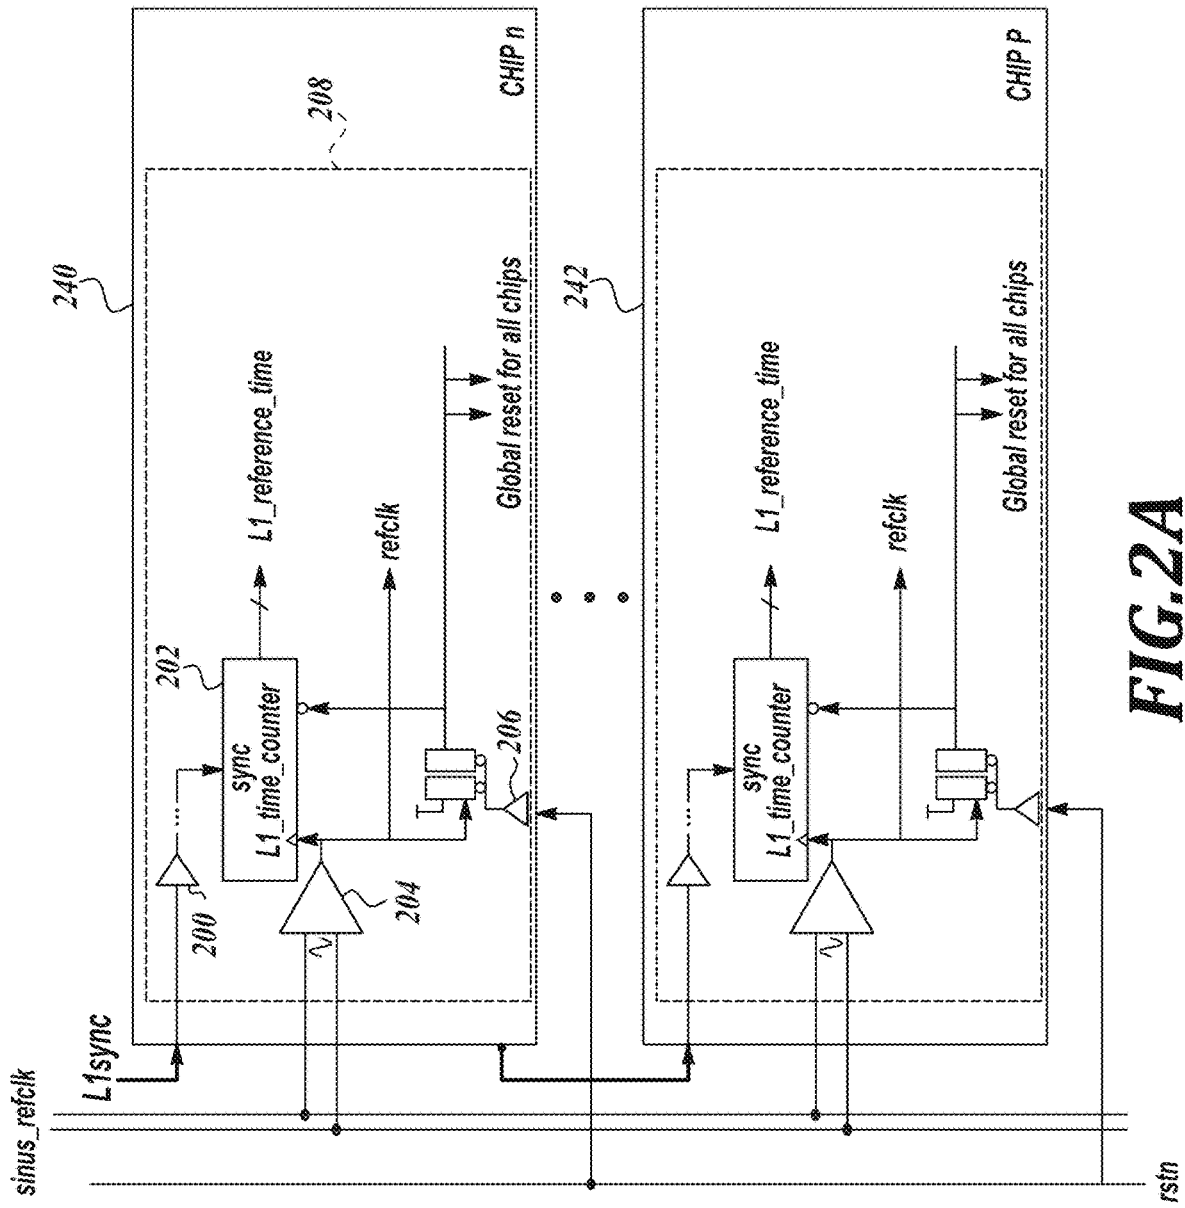 sinus_refclk
L1sync
200
204
202
sync
L1_time_counter
206
refclk
L1_reference_time
Global reset for all chips
240
208
CHIP n
sync
L1_time_counter
refclk
L1_reference_time
Global reset for all chips
242
CHIP P
rstn
FIG.2A